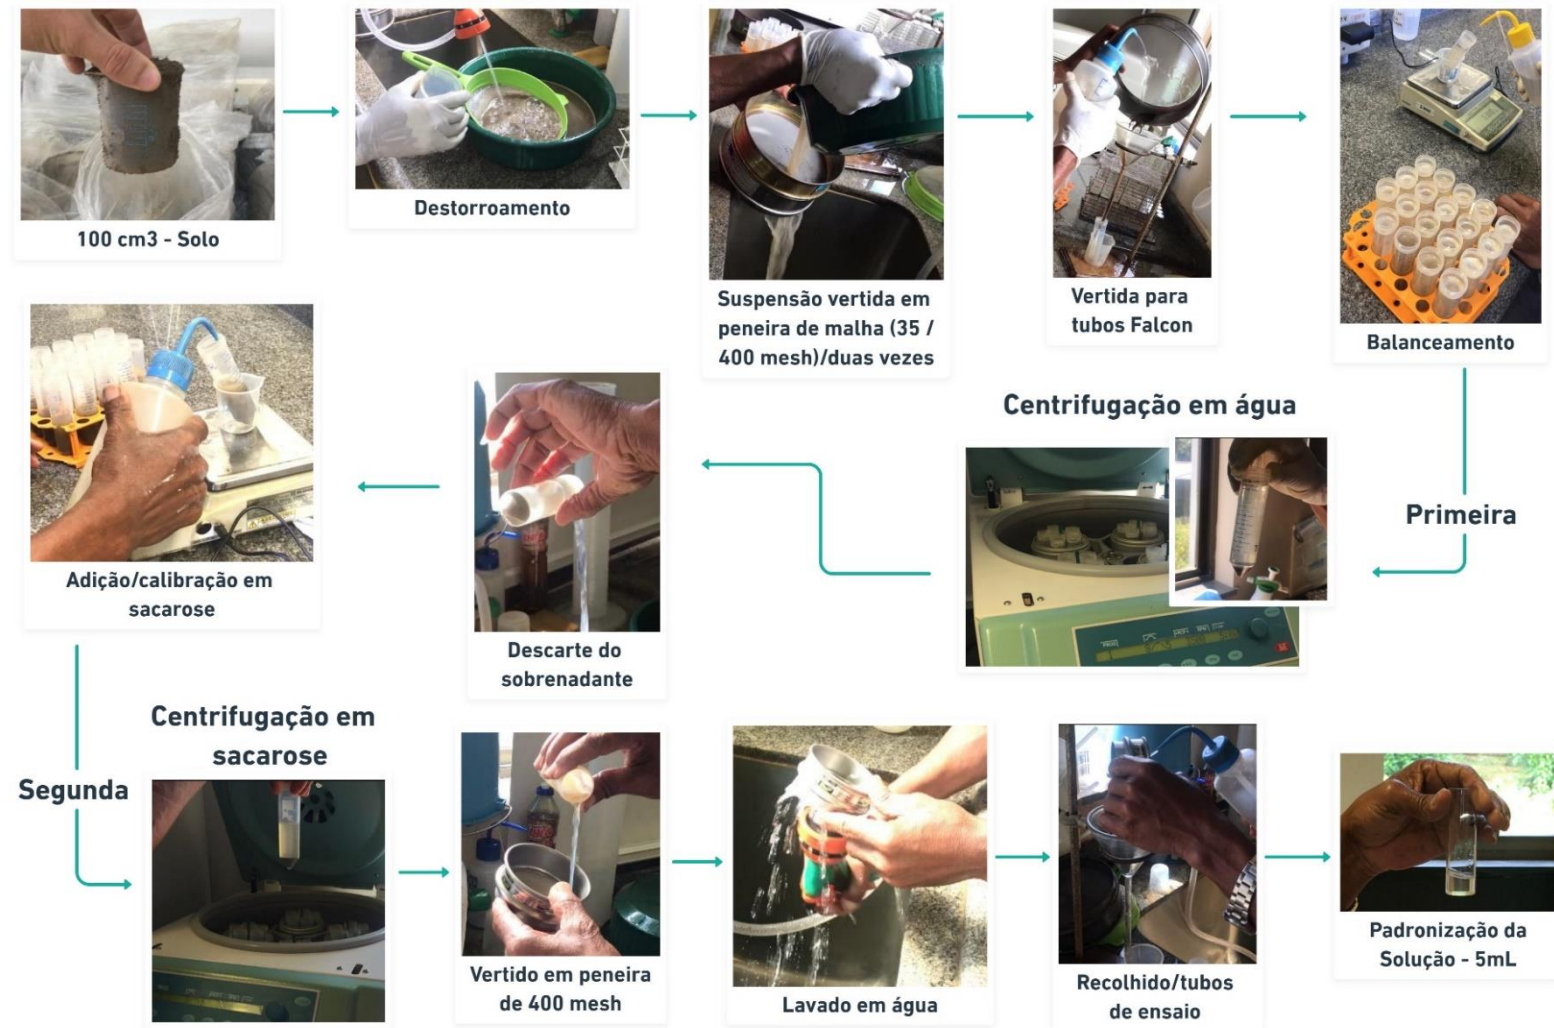 100 cm3 - Solo
Destorroamento
Suspensão vertida em
peneira de malha (35 /
400 mesh)/duas vezes
Vertida para
tubos Falcon
Balanceamento
Primeira
Centrifugação em água
Descarte do
sobrenadante
Adição/calibração em
sacarose
Segunda
Centrifugação em
sacarose
Vertido em peneira
de 400 mesh
Lavado em água
Recolhido/tubos
de ensaio
Padronização da
Solução - 5mL